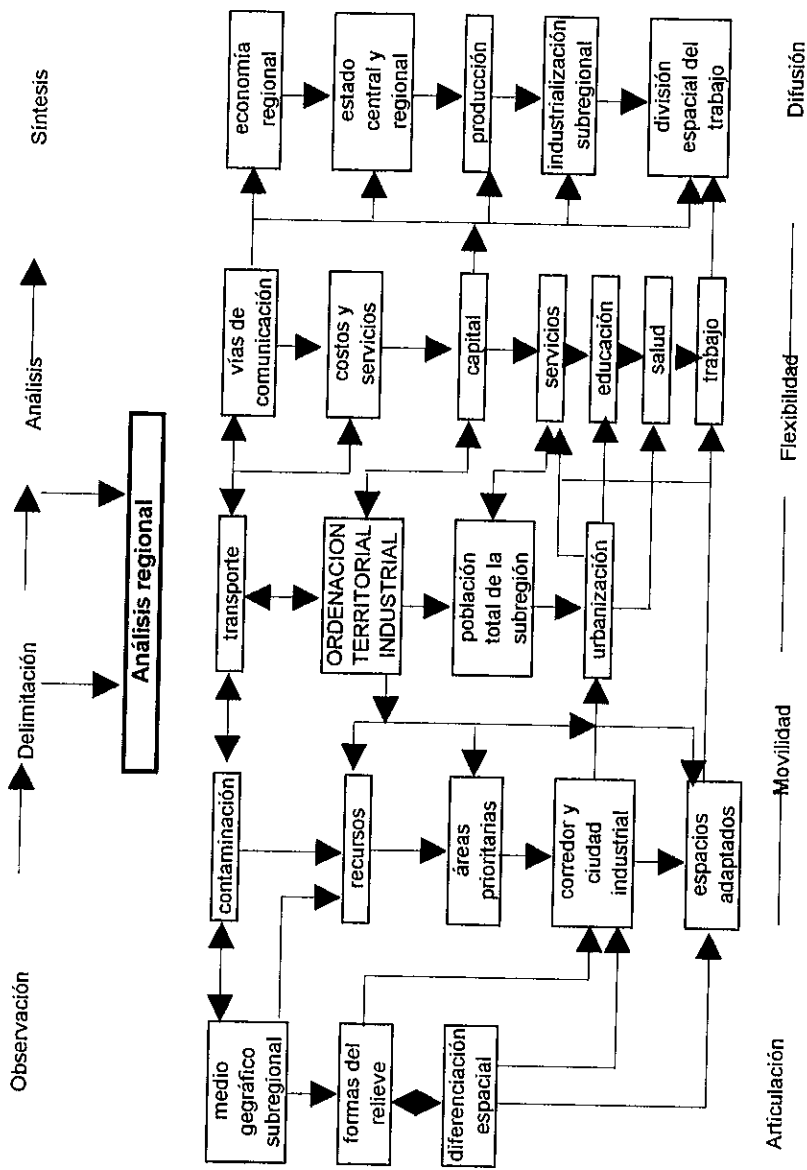 Observación
Delimitación
Análisis
Síntesis
Análisis regional
medio
gegráfico
subregional
contaminación
transporte
vías de
comunicación
economía
regional
formas del
relieve
recursos
ORDENACION
TERRITORIAL
INDUSTRIAL
costos y
servicios
estado
central y
regional
diferenciación
espacial
áreas
prioritarias
población
total de la
subregión
capital
producción
corredor y
ciudad
industrial
urbanización
servicios
educación
industrialización
subregional
espacios
adaptados
salud
trabajo
división
espacial del
trabajo
Articulación
Movilidad
Flexibilidad
Difusión